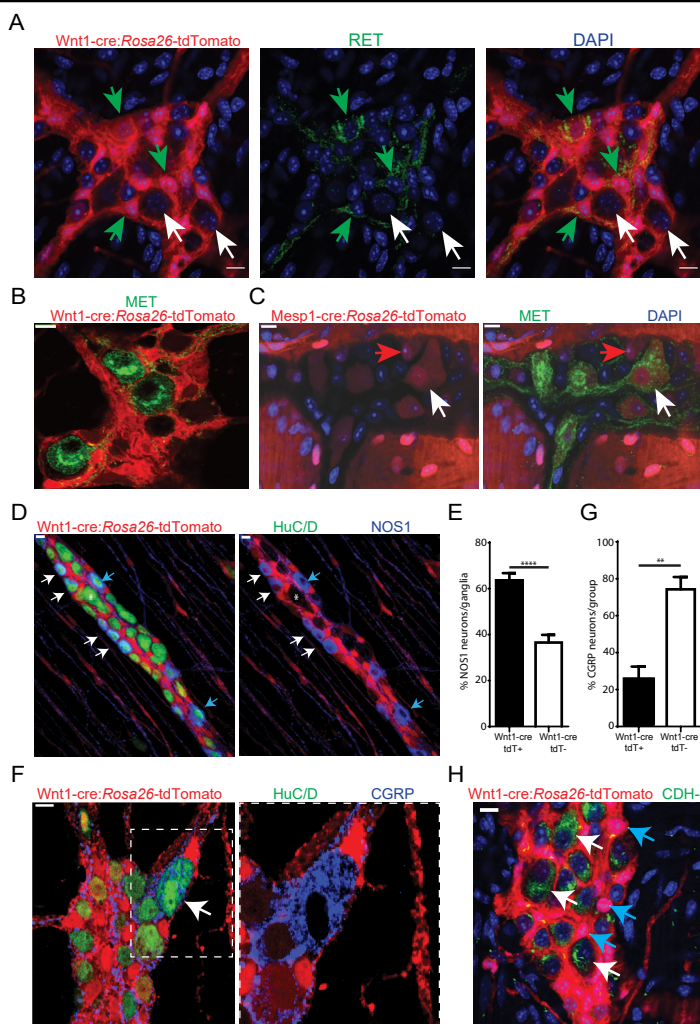 A
Wnt1-cre:Rosa26-tdTomato RET DAPI
B
MET
Wnt1-cre:Rosa26-tdTomato
C
Mesp1-cre:Rosa26-tdTomato MET DAPI
D
Wnt1-cre:Rosa26-tdTomato HuC/D NOS1
*
*
E
% NOS1 neurons/ganglia
80
60
40
20
0
****
Wnt1-cre Wnt1-cre
tdT+ tdT-
G
% CGRP neurons/group
100
80
60
40
20
0
**
Wnt1-cre Wnt1-cre
tdT+ tdT-
F
Wnt1-cre:Rosa26-tdTomato HuC/D CGRP
H
Wnt1-cre:Rosa26-tdTomato CDH-